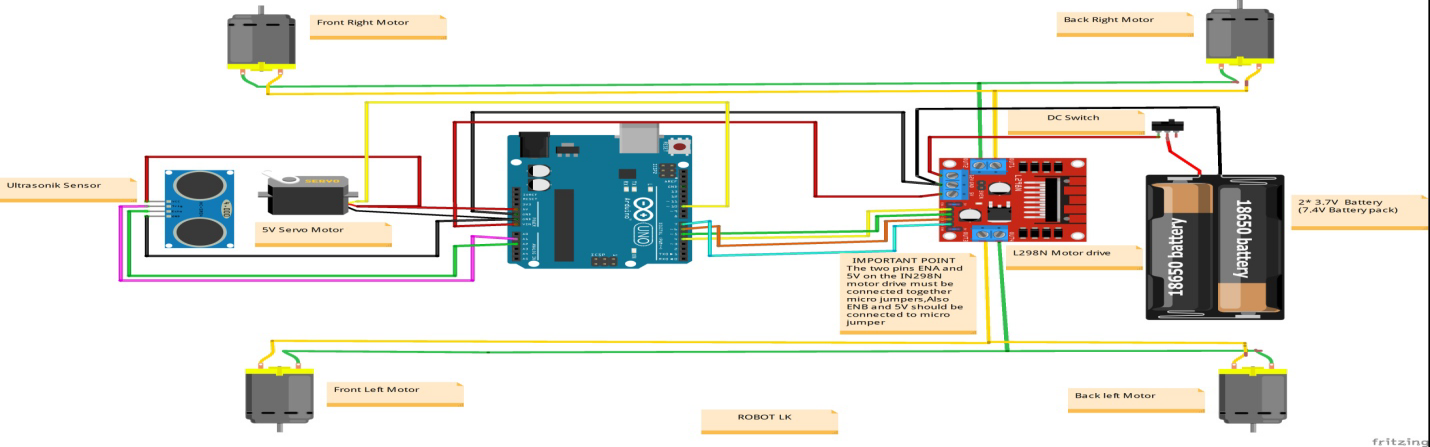 Front Right Motor
Back Right Motor
DC Switch
Ultrasonik Sensor
SERVO
5V Servo Motor
Arduino
UNO
L298N
18650 battery
18650 battery
2* 3.7V Battery
(7.4V Battery pack)
L298N Motor drive
IMPORTANT POINT
The two pins ENA and
5V on the IN298N
motor drive must be
connected together
micro jumpers,Also
ENB and 5V should be
connected to micro
jumper
Front Left Motor
Back left Motor
ROBOT LK
fritzing